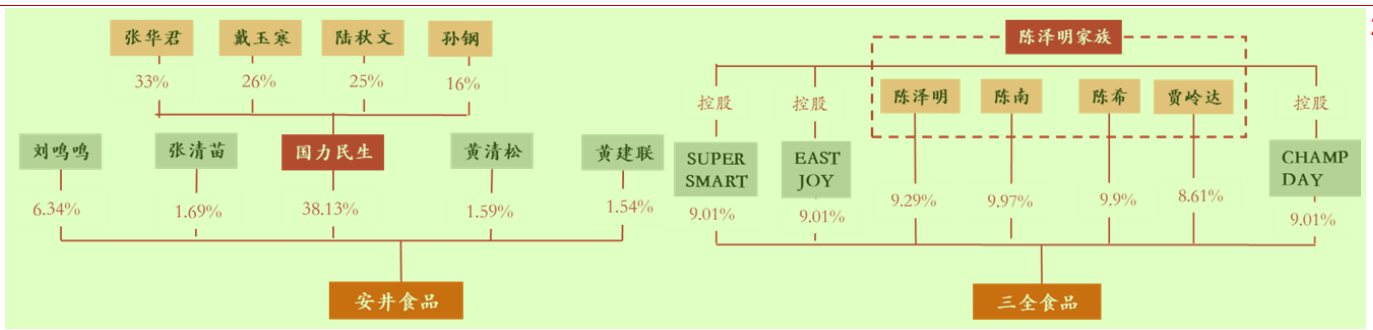 张华君
戴玉寒
陆秋文
孙钢
33%
26%
25%
16%
刘鸣鸣
张清苗
国力民生
黄清松
黄建联
6.34%
1.69%
38.13%
1.59%
1.54%
安井食品
陈泽明家族
控股
控股
陈泽明
陈南
陈希
贾岭达
控股
SUPER
SMART
EAST
JOY
CHAMP
DAY
9.01%
9.01%
9.29%
9.97%
9.9%
8.61%
9.01%
三全食品